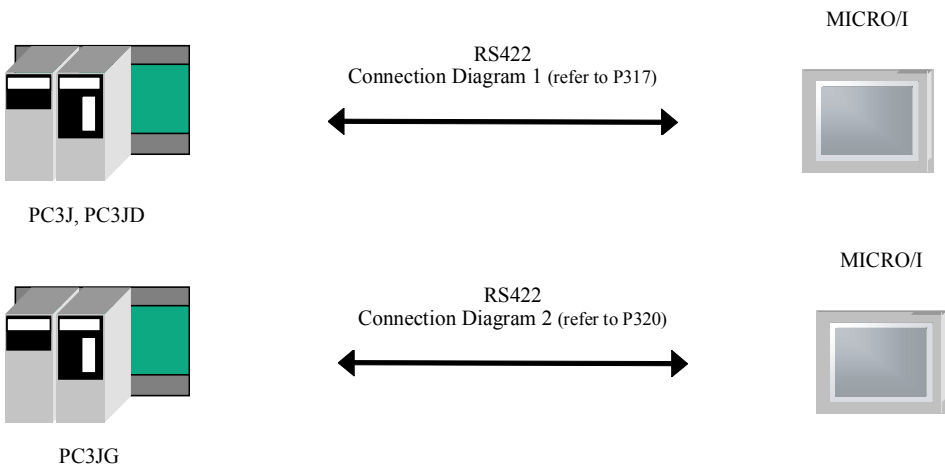 MICRO/I
RS422
Connection Diagram 1 (refer to P317)
PC3J, PC3JD
MICRO/I
RS422
Connection Diagram 2 (refer to P320)
PC3JG